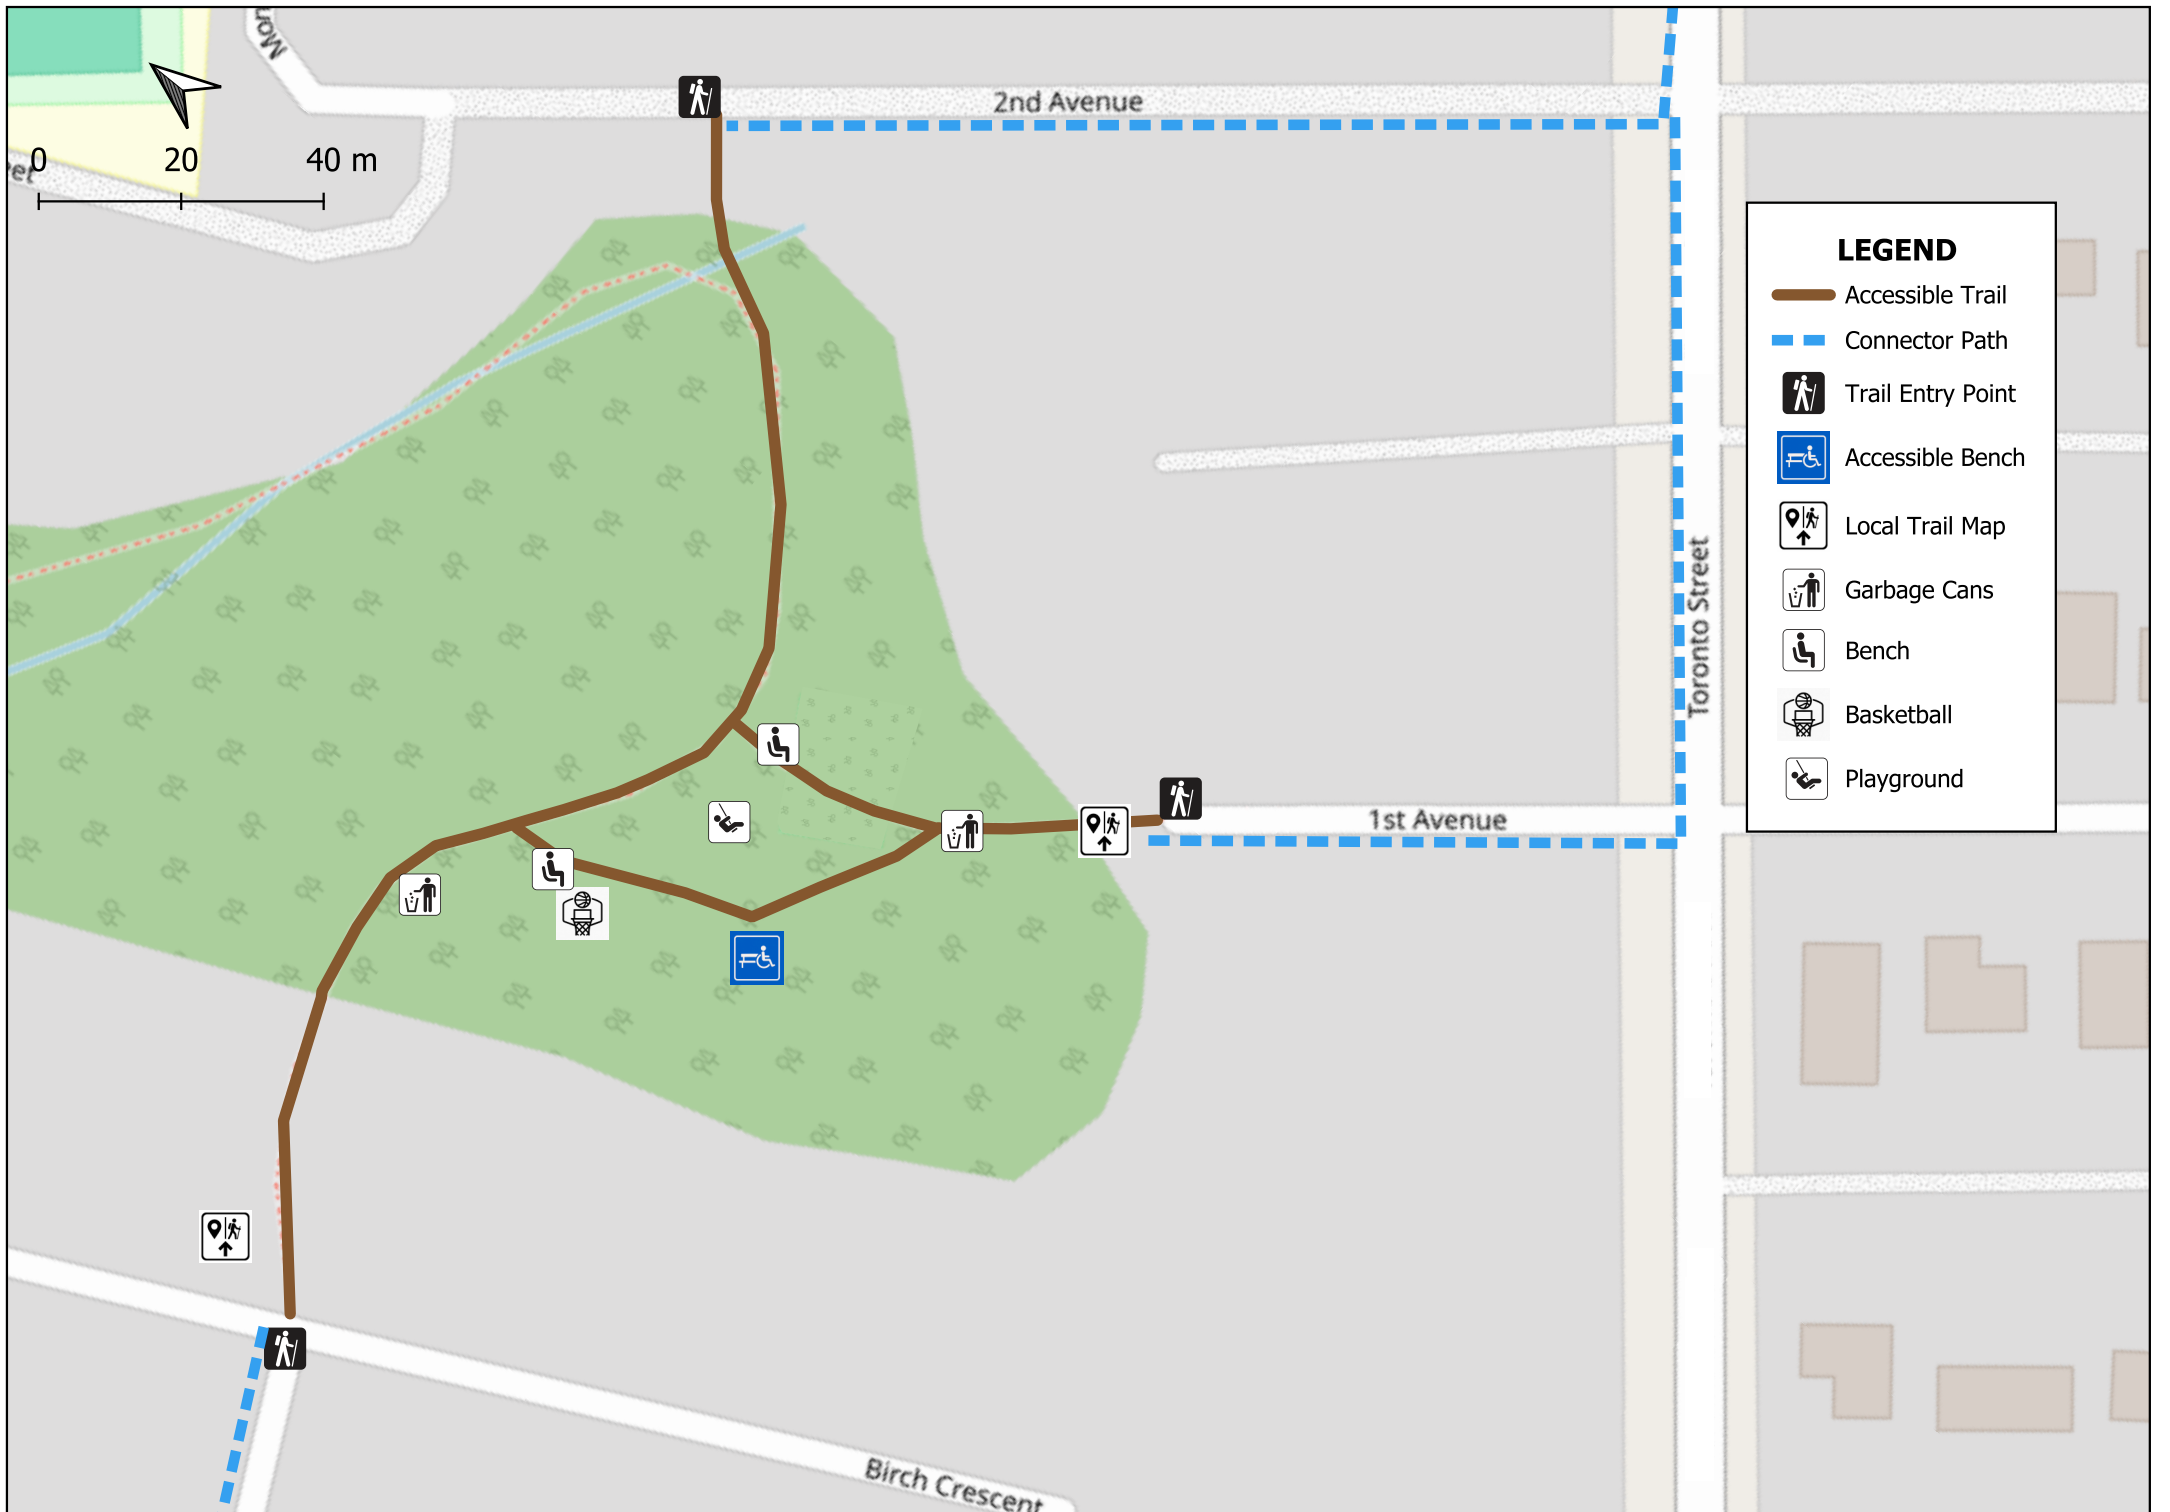 2nd Avenue
0 20 40 m
LEGEND
Accessible Trail
Connector Path
Trail Entry Point
Accessible Bench
Local Trail Map
Garbage Cans
Bench
Basketball
Playground
Toronto Street
1st Avenue
Birch Crescent